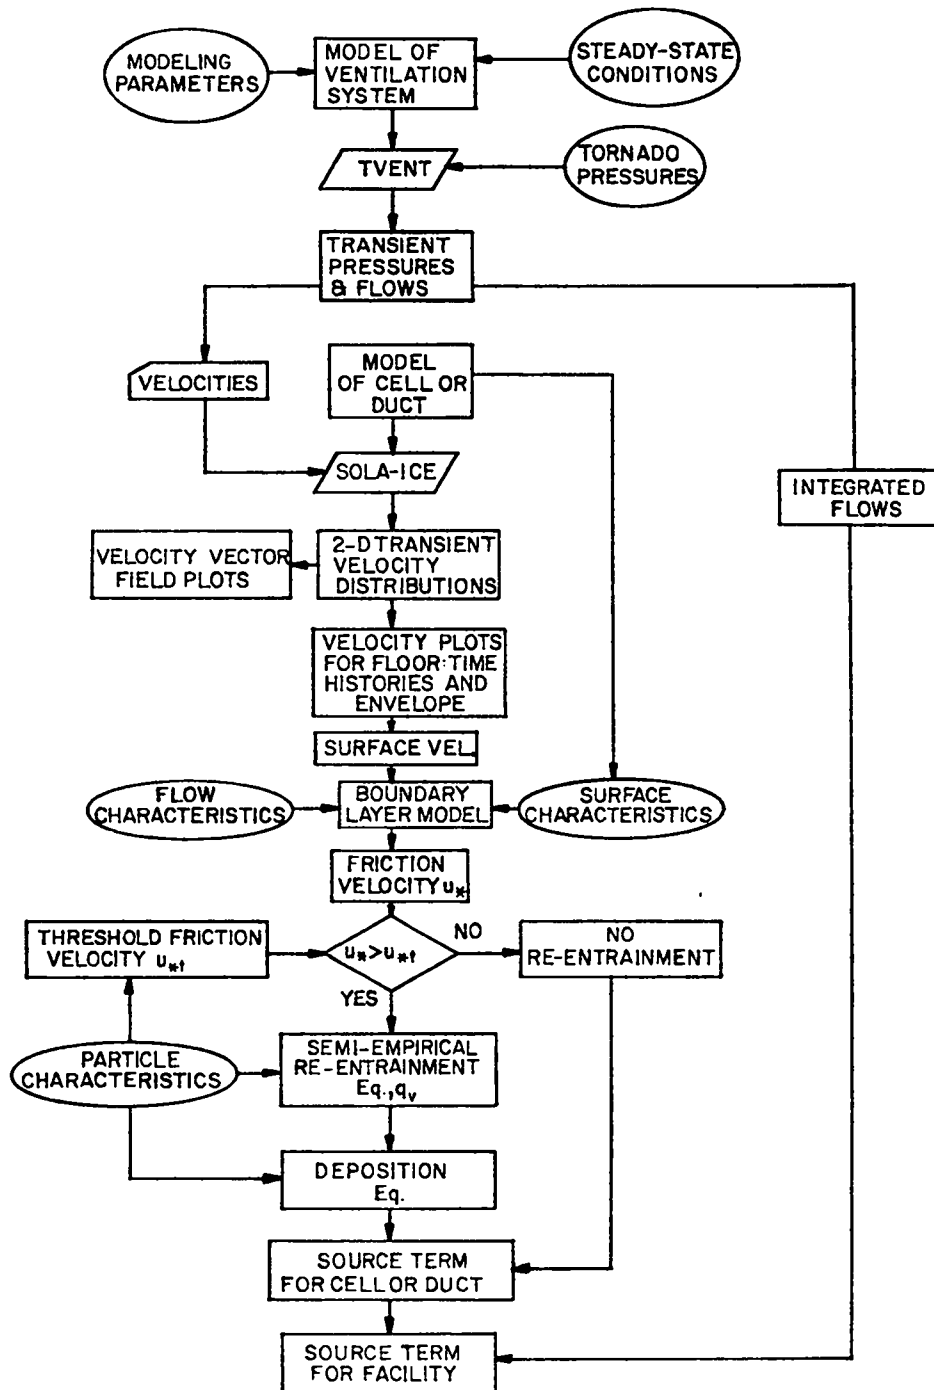 MODELING
PARAMETERS
MODEL OF
VENTILATION
SYSTEM
STEADY-STATE
CONDITIONS
TVENT
TORNADO
PRESSURES
TRANSIENT
PRESSURES
& FLOWS
VELOCITIES
MODEL
OF CELL OR
DUCT
SOLA-ICE
INTEGRATED
FLOWS
VELOCITY VECTOR
FIELD PLOTS
2-D TRANSIENT
VELOCITY
DISTRIBUTIONS
VELOCITY PLOTS
FOR FLOOR:TIME
HISTORIES AND
ENVELOPE
SURFACE VEL.
FLOW
CHARACTERISTICS
BOUNDARY
LAYER MODEL
SURFACE
CHARACTERISTICS
FRICTION
VELOCITY u*
THRESHOLD FRICTION
VELOCITY u*t
u* > u*t
NO
NO
RE-ENTRAINMENT
YES
PARTICLE
CHARACTERISTICS
SEMI-EMPIRICAL
RE-ENTRAINMENT
Eq., qv
DEPOSITION
Eq.
SOURCE TERM
FOR CELL OR DUCT
SOURCE TERM
FOR FACILITY